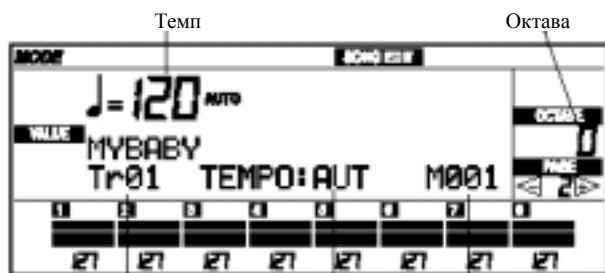 Темп Октава
MODE SONG EDIT
♩=120 AUTO
OCTAVE
0
VALUE
MYBABY
PAGE
2
Tr01 TEMPO:AUT M001
1 2 3 4 5 6 7 8
127 127 127 127 127 127 127 127